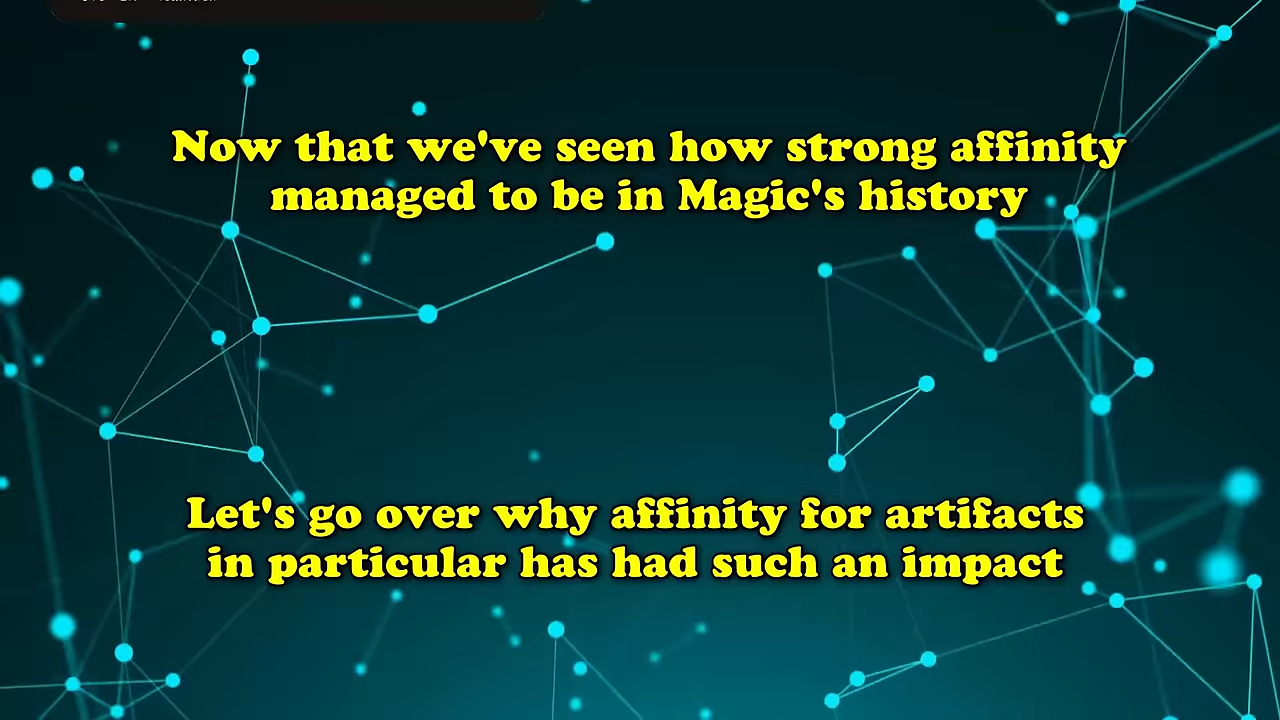 Now that we've seen how strong affinity
managed to be in Magic's history
Let's go over why affinity for artifacts
in particular has had such an impact